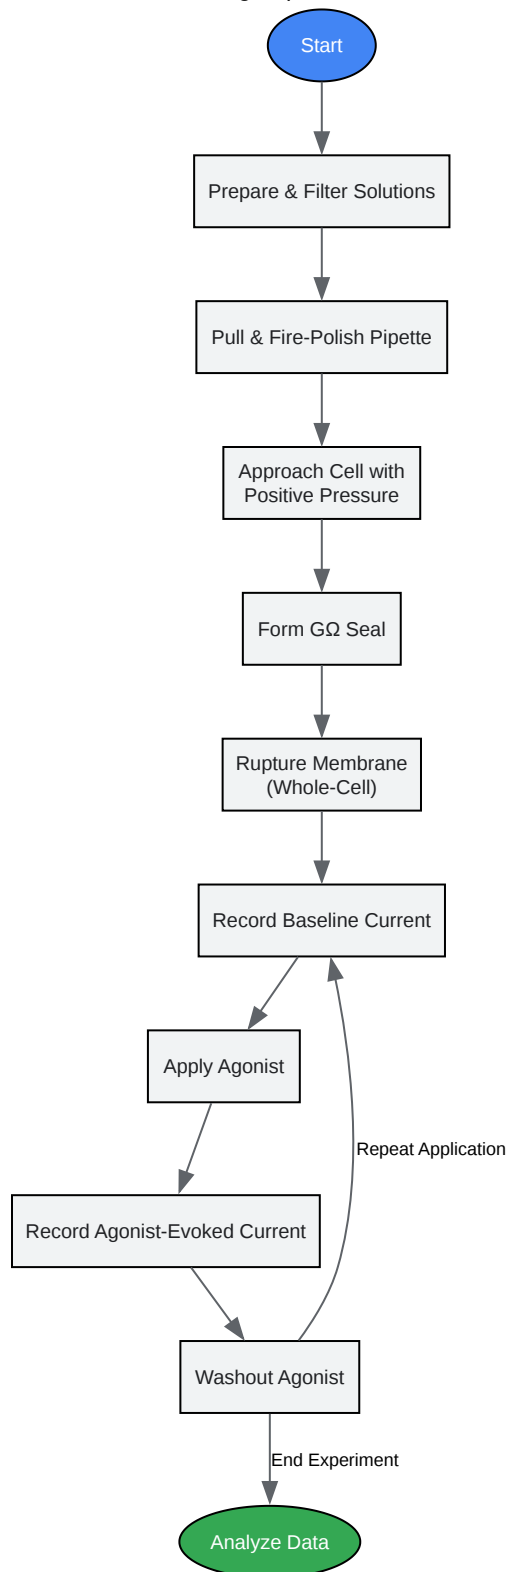 Start
Prepare & Filter Solutions
Pull & Fire-Polish Pipette
Approach Cell with
Positive Pressure
Form GΩ Seal
Rupture Membrane
(Whole-Cell)
Record Baseline Current
Apply Agonist
Repeat Application
Record Agonist-Evoked Current
Washout Agonist
End Experiment
Analyze Data